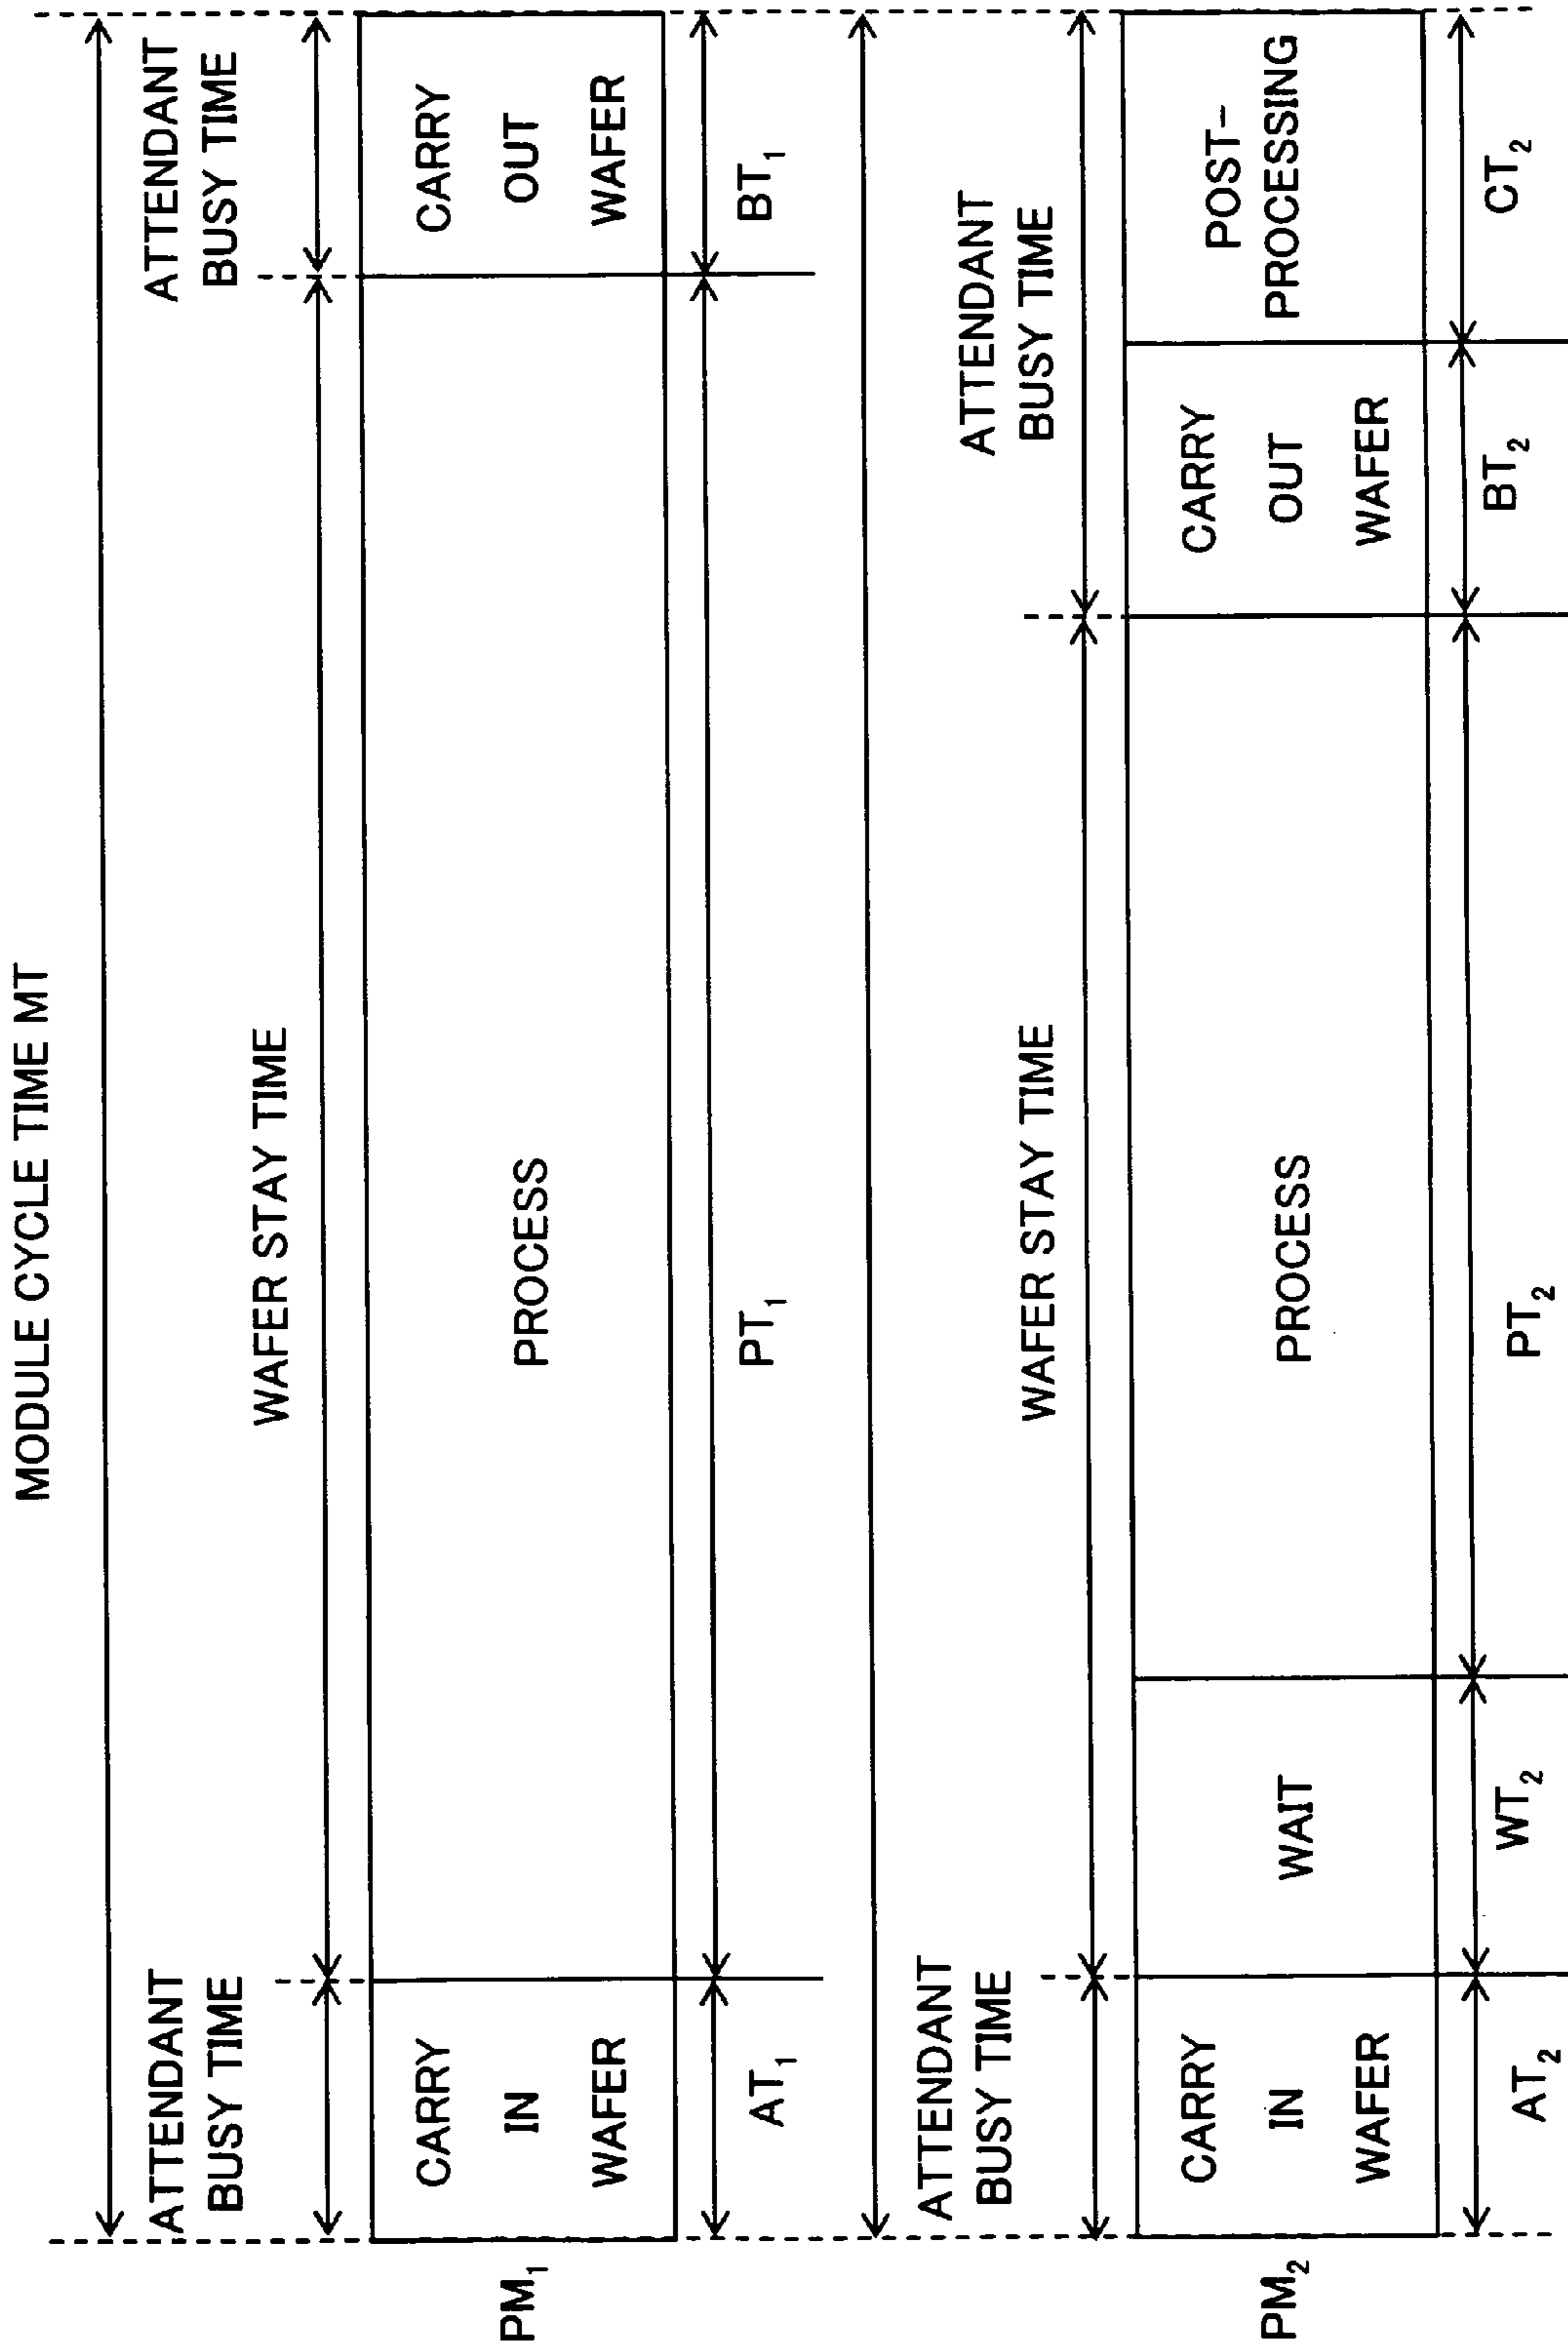 MODULE CYCLE TIME MT
ATTENDANT
BUSY TIME
WAFER STAY TIME
ATTENDANT
BUSY TIME
PM₁
CARRY
IN
WAFER
PROCESS
CARRY
OUT
WAFER
AT₁
PT₁
BT₁
ATTENDANT
BUSY TIME
WAFER STAY TIME
ATTENDANT
BUSY TIME
PM₂
CARRY
IN
WAFER
WAIT
PROCESS
CARRY
OUT
WAFER
POST-
PROCESSING
AT₂
WT₂
PT₂
BT₂
CT₂